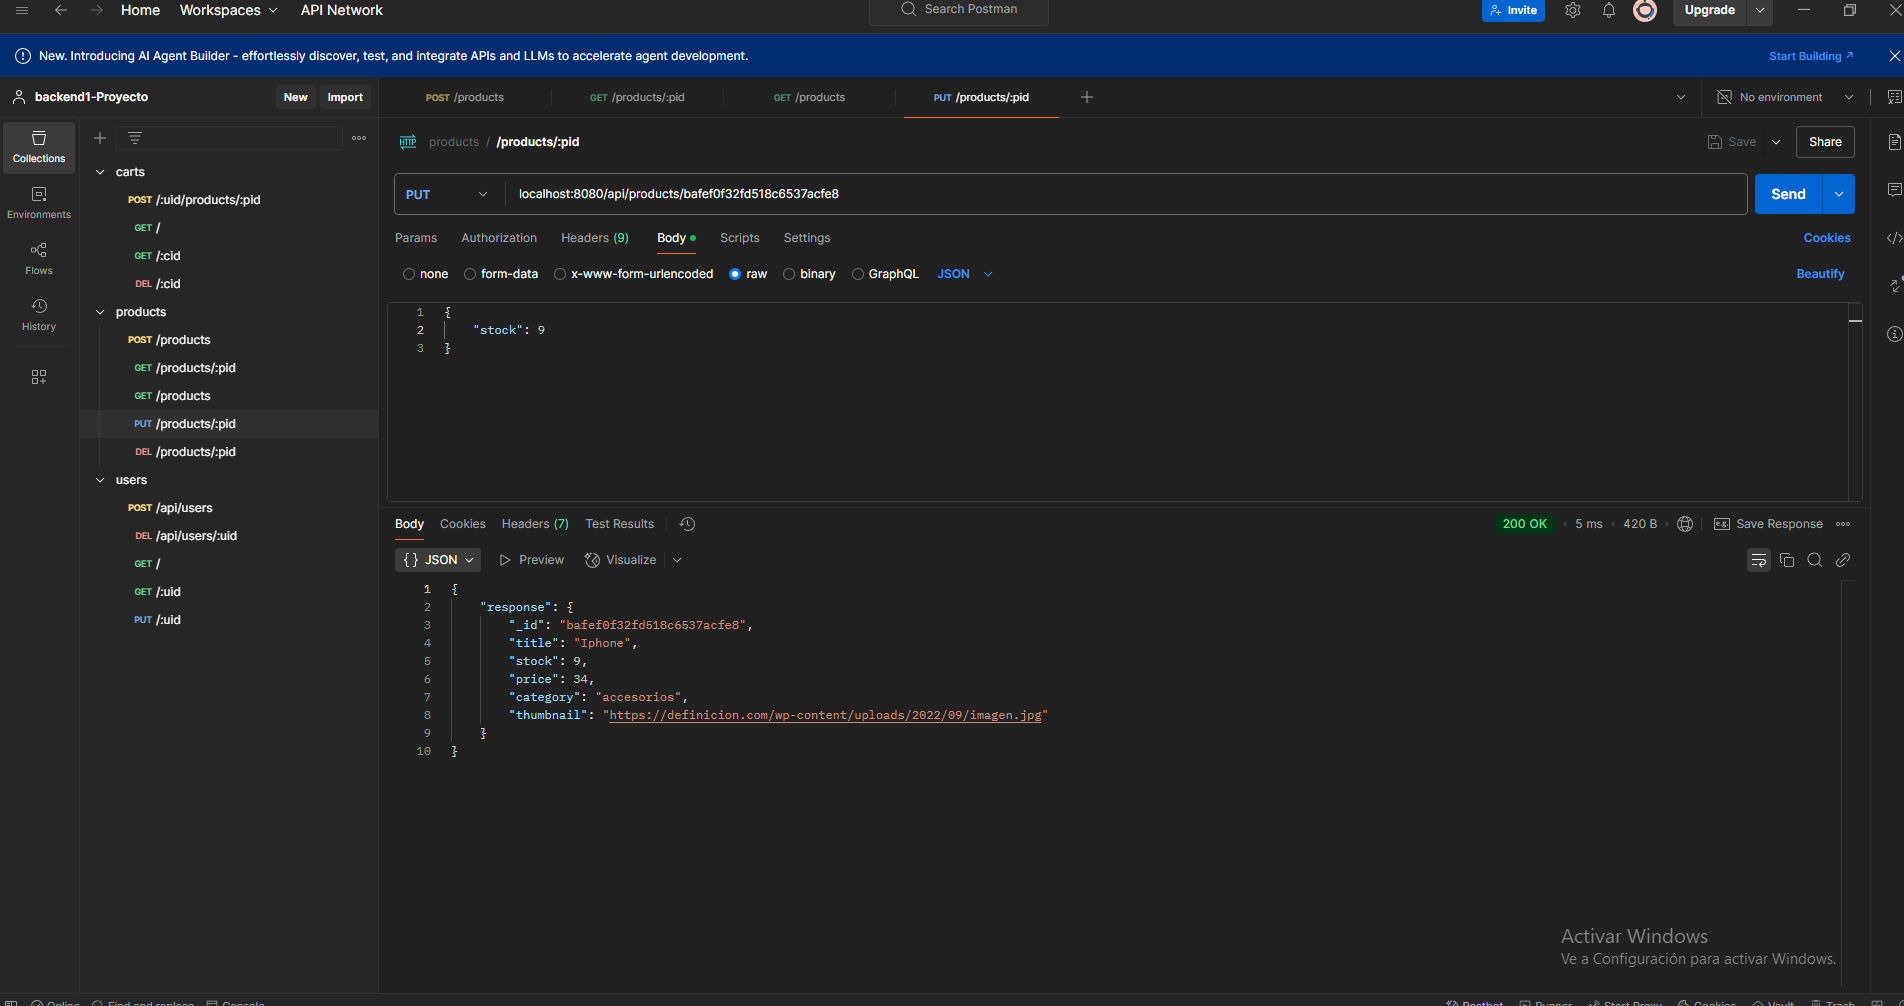 Home Workspaces API Network Search Postman Invite Upgrade
New. Introducing AI Agent Builder - effortlessly discover, test, and integrate APIs and LLMs to accelerate agent development. Start Building
backend1-Proyecto New Import
POST /products GET /products/:pid GET /products PUT /products/:pid No environment
Collections
Environments
Flows
History
carts
POST /:uid/products/:pid
GET /
GET /:cid
DEL /:cid
products
POST /products
GET /products/:pid
GET /products
PUT /products/:pid
DEL /products/:pid
users
POST /api/users
DEL /api/users/:uid
GET /
GET /:uid
PUT /:uid
HTTP products / /products/:pid Save Share
PUT localhost:8080/api/products/bafef0f32fd518c6537acfe8 Send
Params Authorization Headers (9) Body Scripts Settings Cookies
none form-data x-www-form-urlencoded raw binary GraphQL JSON Beautify
1 {
2 "stock": 9
3 }
Body Cookies Headers (7) Test Results 200 OK 5 ms 420 B e.g. Save Response
{} JSON Preview Visualize
1 {
2 "response": {
3 "_id": "bafef0f32fd518c6537acfe8",
4 "title": "Iphone",
5 "stock": 9,
6 "price": 34,
7 "category": "accesorios",
8 "thumbnail": "https://definicion.com/wp-content/uploads/2022/09/imagen.jpg"
9 }
10 }
Activar Windows
Ve a Configuración para activar Windows.
Online Find and replace Console Postbot Runner Start Proxy Cookies Vault Trash